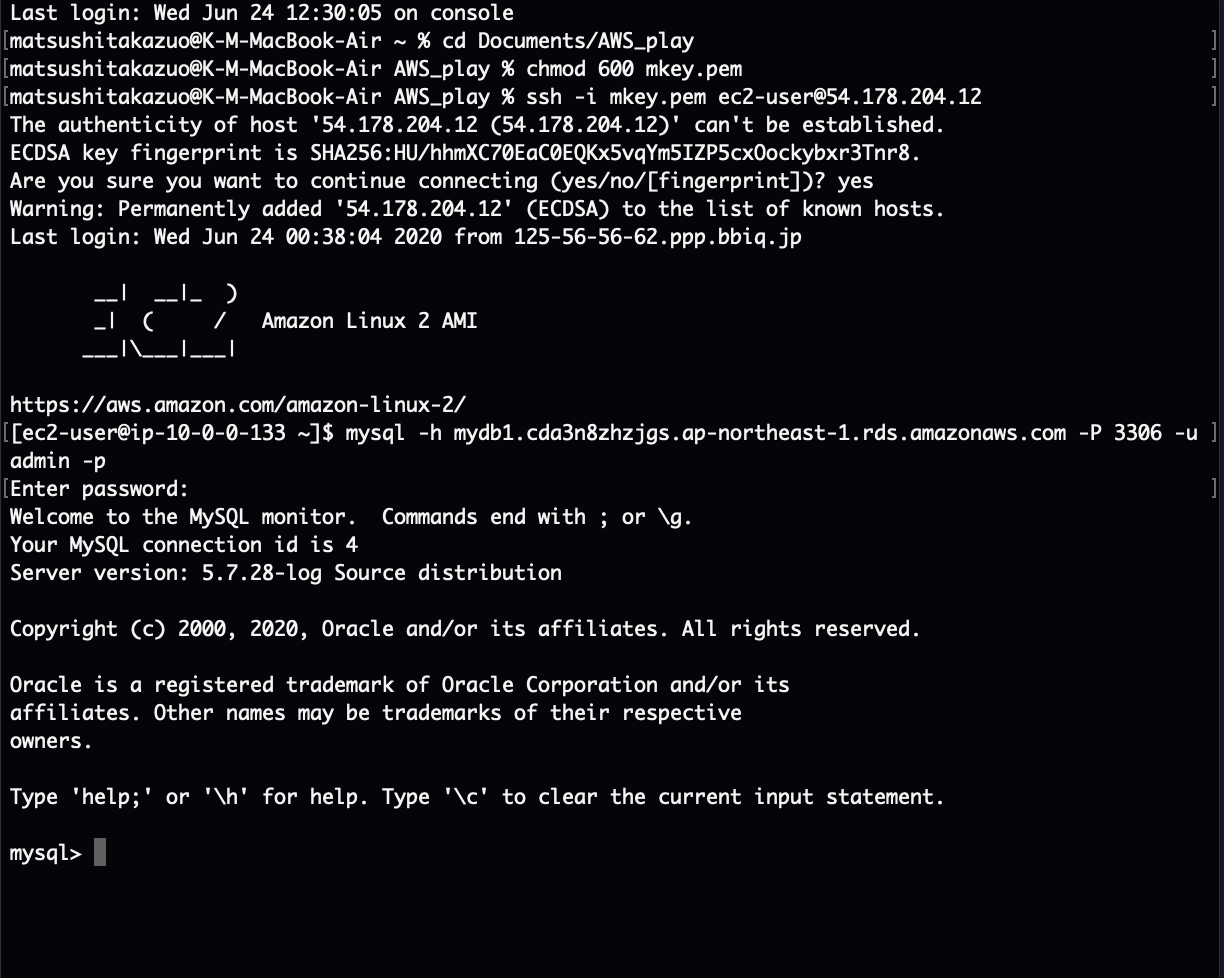 Last login: Wed Jun 24 12:30:05 on console
[matsushitakazuo@K-M-MacBook-Air ~ % cd Documents/AWS_play ]
[matsushitakazuo@K-M-MacBook-Air AWS_play % chmod 600 mkey.pem ]
[matsushitakazuo@K-M-MacBook-Air AWS_play % ssh -i mkey.pem ec2-user@54.178.204.12 ]
The authenticity of host '54.178.204.12 (54.178.204.12)' can't be established.
ECDSA key fingerprint is SHA256:HU/hhmXC70EaC0EQKx5vqYm5IZP5cxOockybxr3Tnr8.
Are you sure you want to continue connecting (yes/no/[fingerprint])? yes
Warning: Permanently added '54.178.204.12' (ECDSA) to the list of known hosts.
Last login: Wed Jun 24 00:38:04 2020 from 125-56-56-62.ppp.bbiq.jp
       __|  __|_  )
       _|  (     /   Amazon Linux 2 AMI
      ___|\___|___|
https://aws.amazon.com/amazon-linux-2/
[[ec2-user@ip-10-0-0-133 ~]$ mysql -h mydb1.cda3n8zhzjgs.ap-northeast-1.rds.amazonaws.com -P 3306 -u ]
admin -p
[Enter password: ]
Welcome to the MySQL monitor.  Commands end with ; or \g.
Your MySQL connection id is 4
Server version: 5.7.28-log Source distribution
Copyright (c) 2000, 2020, Oracle and/or its affiliates. All rights reserved.
Oracle is a registered trademark of Oracle Corporation and/or its
affiliates. Other names may be trademarks of their respective
owners.
Type 'help;' or '\h' for help. Type '\c' to clear the current input statement.
mysql>